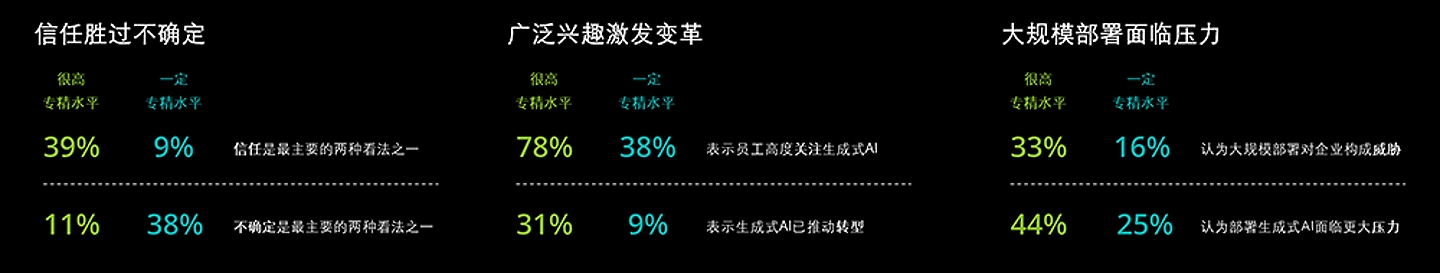 信任胜过不确定
很高 一定
专精水平 专精水平
39% 9% 信任是最主要的两种看法之一
11% 38% 不确定是最主要的两种看法之一
广泛兴趣激发变革
很高 一定
专精水平 专精水平
78% 38% 表示员工高度关注生成式AI
31% 9% 表示生成式AI已推动转型
大规模部署面临压力
很高 一定
专精水平 专精水平
33% 16% 认为大规模部署对企业构成威胁
44% 25% 认为部署生成式AI面临更大压力